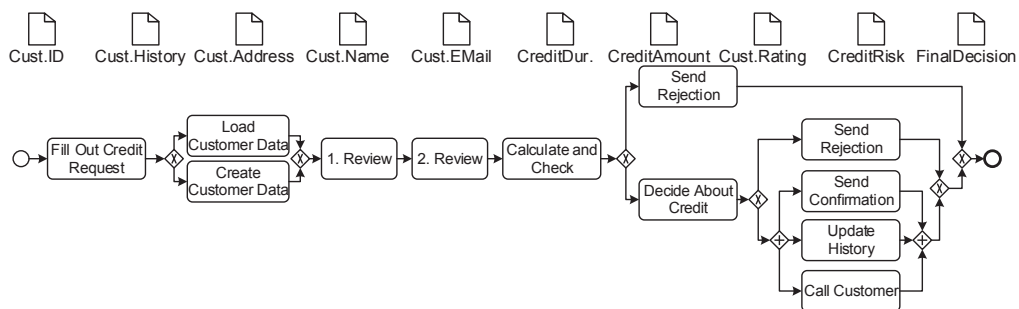 Cust.ID
Cust.History
Cust.Address
Cust.Name
Cust.EMail
CreditDur.
CreditAmount
Cust.Rating
CreditRisk
FinalDecision
Fill Out Credit
Request
Load
Customer Data
Create
Customer Data
1. Review
2. Review
Calculate and
Check
Send
Rejection
Decide About
Credit
Send
Rejection
Send
Confirmation
Update
History
Call Customer